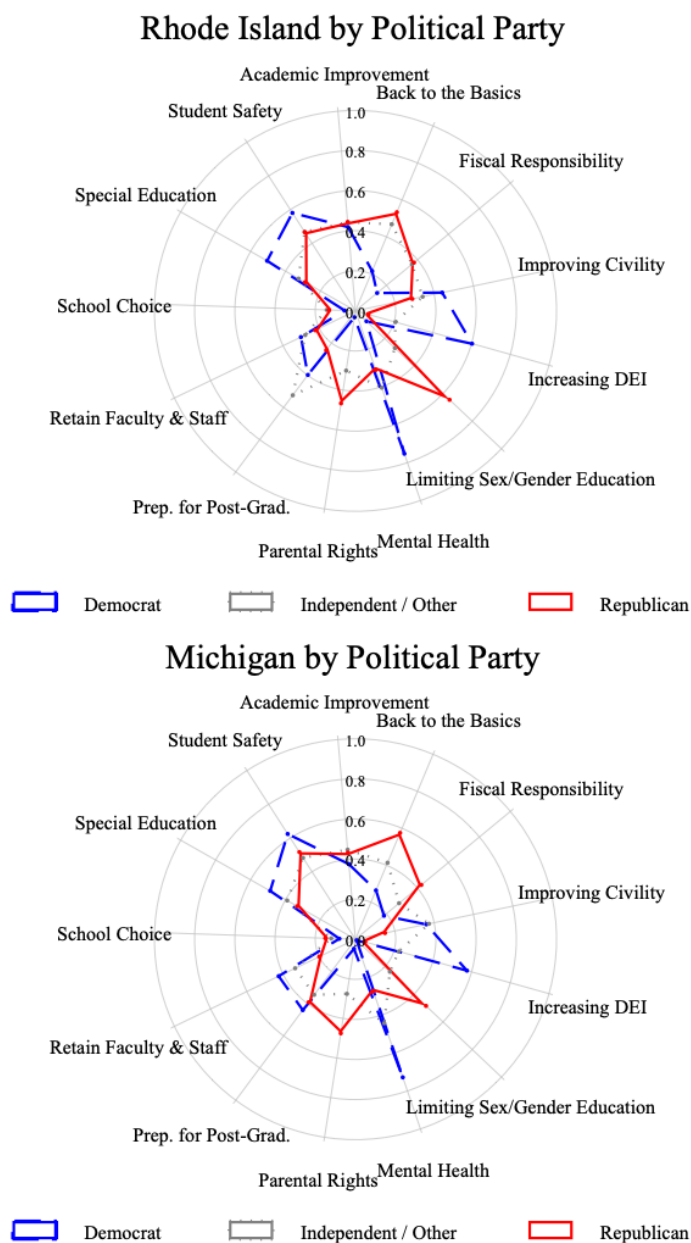 Rhode Island by Political Party
Academic Improvement
Back to the Basics
Student Safety
Fiscal Responsibility
Special Education
Improving Civility
School Choice
Increasing DEI
Retain Faculty & Staff
Limiting Sex/Gender Education
Prep. for Post-Grad.
Mental Health
Parental Rights
1.0
0.8
0.6
0.4
0.2
0.0
Democrat
Independent / Other
Republican
Michigan by Political Party
Academic Improvement
Back to the Basics
Student Safety
Fiscal Responsibility
Special Education
Improving Civility
School Choice
Increasing DEI
Retain Faculty & Staff
Limiting Sex/Gender Education
Prep. for Post-Grad.
Mental Health
Parental Rights
1.0
0.8
0.6
0.4
0.2
0.0
Democrat
Independent / Other
Republican